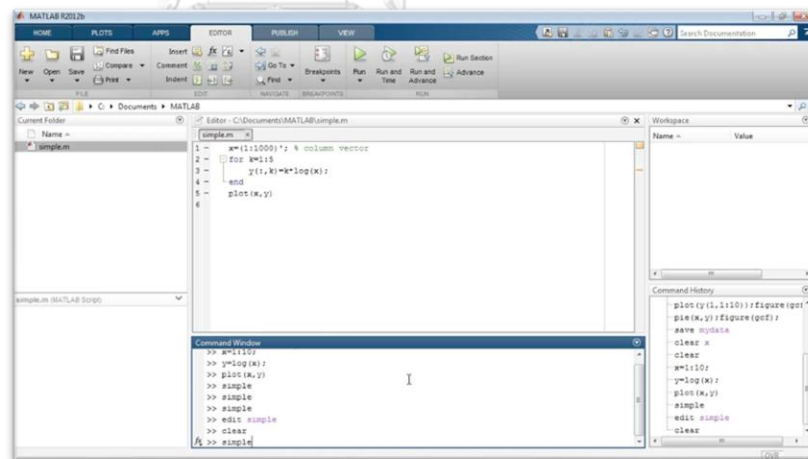 MATLAB R2012b
HOME PLOTS APPS EDITOR PUBLISH VIEW
Search Documentation
New Open Save Find Files Compare Print
Insert Comment Indent
Go To Find
Breakpoints Run Run and Time Run and Advance Run Section Advance
FILE EDIT NAVIGATE BREAKPOINTS RUN
C: Documents MATLAB
Current Folder
Name
simple.m
simple.m (MATLAB Script)
Editor - C:\Documents\MATLAB\simple.m
simple.m
1 - x=(1:1000)'; % column vector
2 - for k=1:5
3 - y(:,k)=k*log(x);
4 - end
5 - plot(x,y)
6
Command Window
>> x=1:10;
>> y=log(x);
>> plot(x,y)
>> simple
>> simple
>> simple
>> edit simple
>> clear
fx >> simple
Workspace
Name Value
Command History
plot(y(1,1:10));figure(gcf
pie(x,y);figure(gcf);
save mydata
clear x
clear
x=1:10;
y=log(x);
plot(x,y)
simple
edit simple
clear
OVR